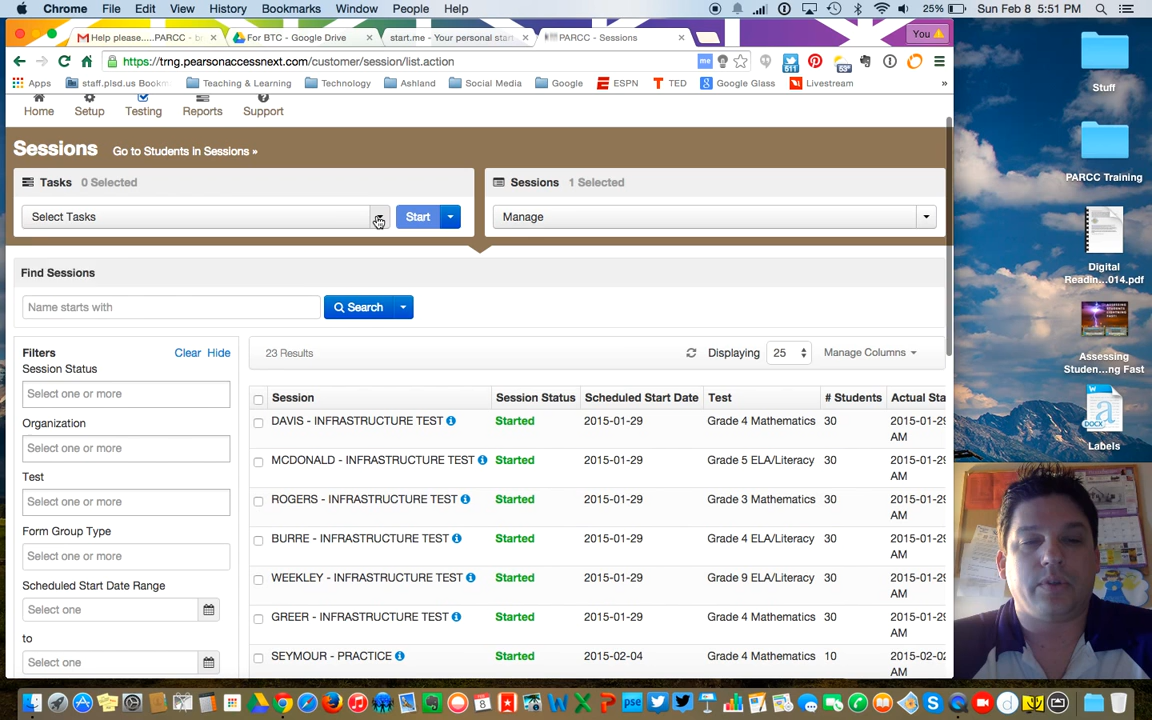 Chrome File Edit View History Bookmarks Window People Help 25% Sun Feb 8 5:51 PM
Help please.....PARCC - b × For BTC - Google Drive × start.me - Your personal sta × PARCC - Sessions × You
https://trng.pearsonaccessnext.com/customer/session/list.action
Apps staff.plsd.us Bookm Teaching & Learning Technology Ashland Social Media Google ESPN TED Google Glass Livestream »
Home Setup Testing Reports Support
Sessions Go to Students in Sessions »
Tasks 0 Selected
Select Tasks Start
Sessions 1 Selected
Manage
Find Sessions
Name starts with Search
Filters Clear Hide
Session Status
Select one or more
Organization
Select one or more
Test
Select one or more
Form Group Type
Select one or more
Scheduled Start Date Range
Select one
to
Select one
23 Results Displaying 25 Manage Columns
Session Session Status Scheduled Start Date Test # Students Actual Sta
DAVIS - INFRASTRUCTURE TEST Started 2015-01-29 Grade 4 Mathematics 30 2015-01-29
AM
MCDONALD - INFRASTRUCTURE TEST Started 2015-01-29 Grade 5 ELA/Literacy 30 2015-01-29
AM
ROGERS - INFRASTRUCTURE TEST Started 2015-01-29 Grade 3 Mathematics 30 2015-01-29
AM
BURRE - INFRASTRUCTURE TEST Started 2015-01-29 Grade 4 ELA/Literacy 30 2015-01-29
AM
WEEKLEY - INFRASTRUCTURE TEST Started 2015-01-29 Grade 9 ELA/Literacy 30 2015-01-29
AM
GREER - INFRASTRUCTURE TEST Started 2015-01-29 Grade 4 Mathematics 30 2015-01-29
AM
SEYMOUR - PRACTICE Started 2015-02-04 Grade 4 Mathematics 10 2015-02-02
AM
Stuff
PARCC Training
Digital
Readin...014.pdf
Assessing
Studen...ng Fast
DOCX
Labels